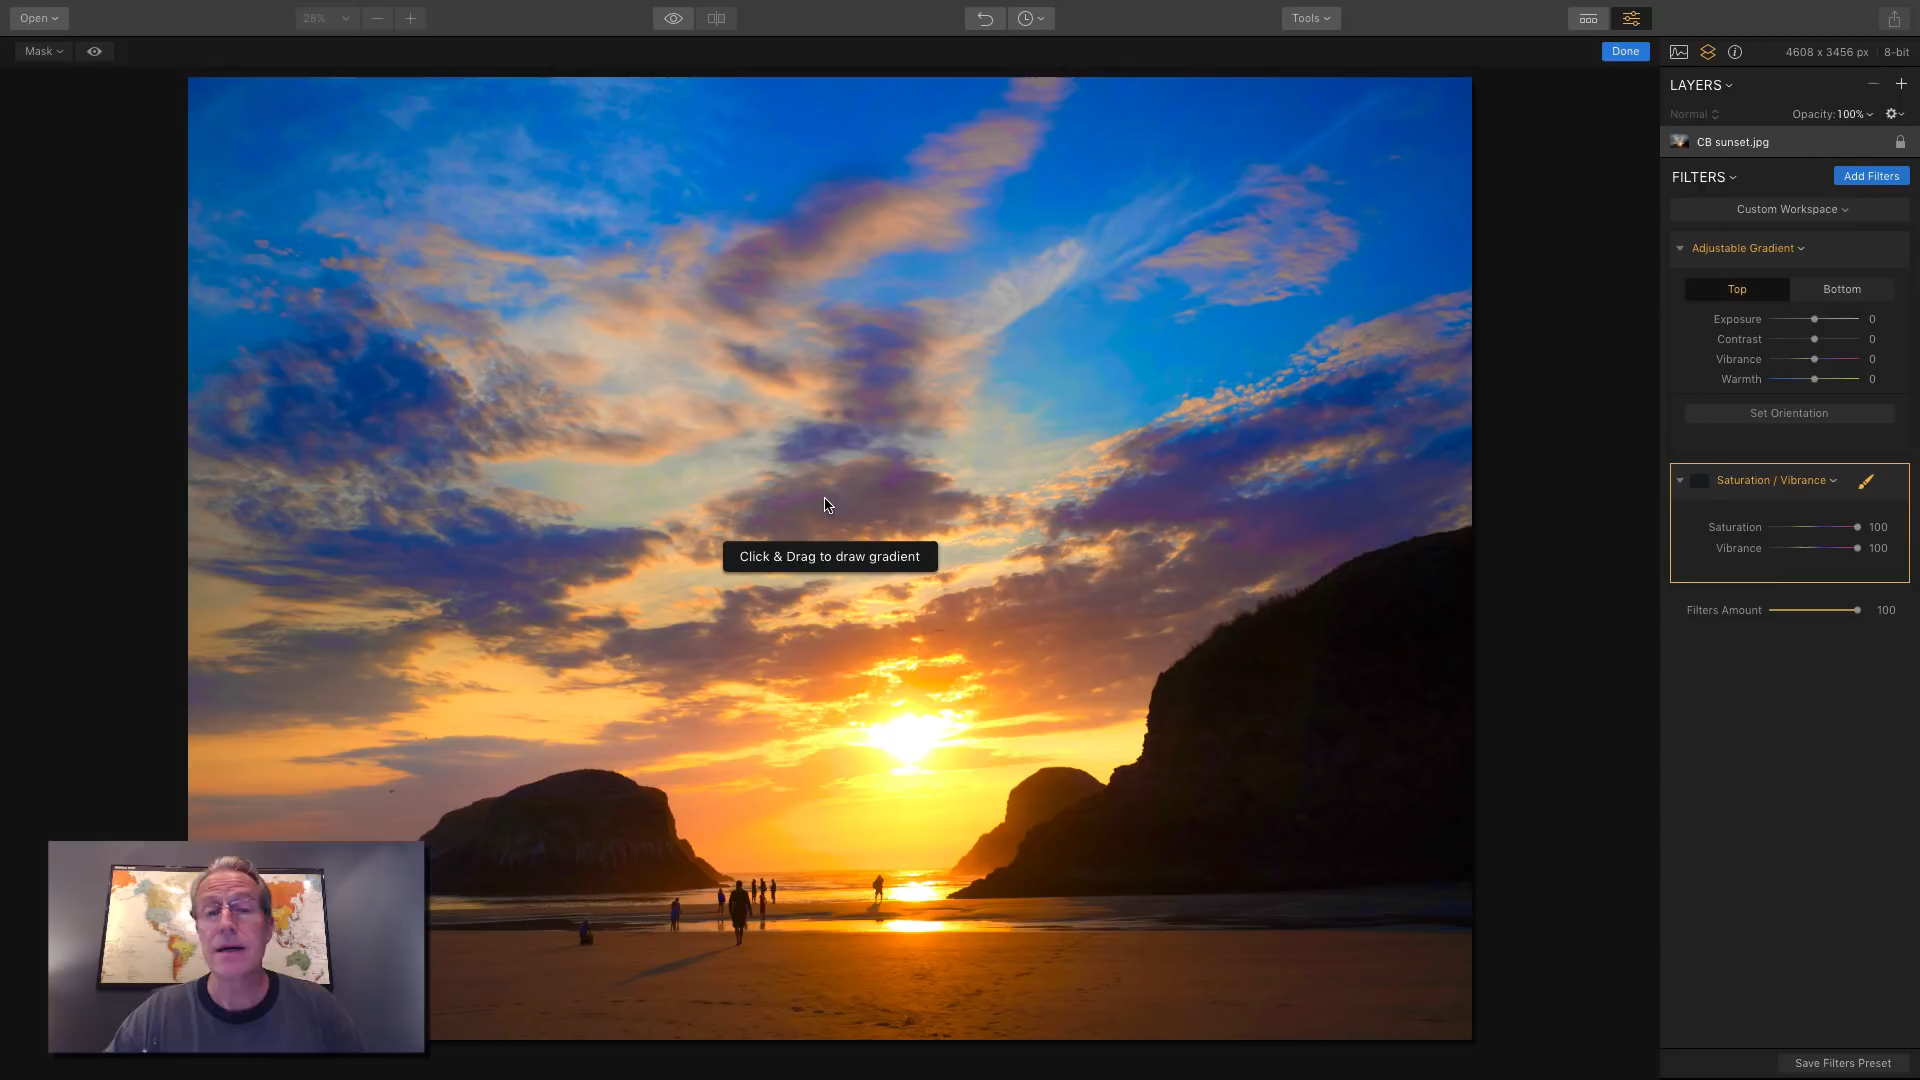 Open
28%
Tools
Mask
Done
4608 x 3456 px
8-bit
LAYERS
Normal
Opacity: 100%
CB sunset.jpg
FILTERS
Add Filters
Custom Workspace
Adjustable Gradient
Top
Bottom
Exposure 0
Contrast 0
Vibrance 0
Warmth 0
Set Orientation
Saturation / Vibrance
Saturation 100
Vibrance 100
Click & Drag to draw gradient
Filters Amount 100
Save Filters Preset